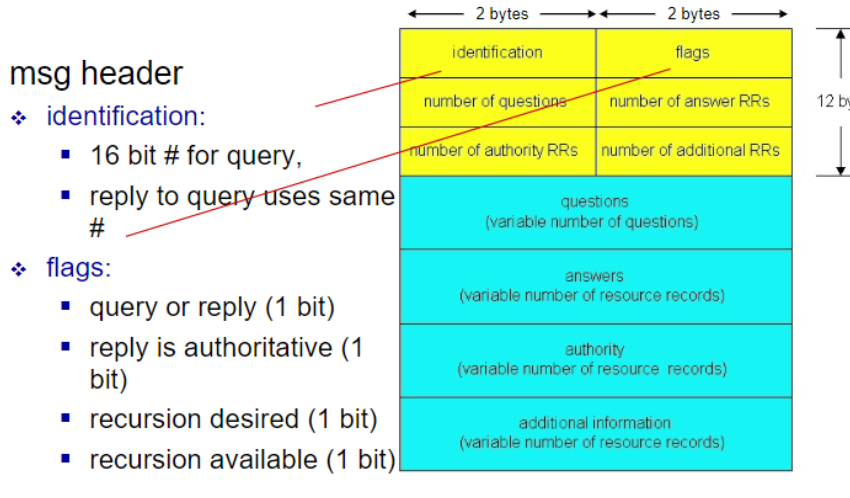 msg header
❖ identification:
▪ 16 bit # for query,
▪ reply to query uses same
#
❖ flags:
▪ query or reply (1 bit)
▪ reply is authoritative (1
bit)
▪ recursion desired (1 bit)
▪ recursion available (1 bit)
2 bytes
2 bytes
identification
flags
number of questions
number of answer RRs
number of authority RRs
number of additional RRs
12 by
questions
(variable number of questions)
answers
(variable number of resource records)
authority
(variable number of resource records)
additional information
(variable number of resource records)